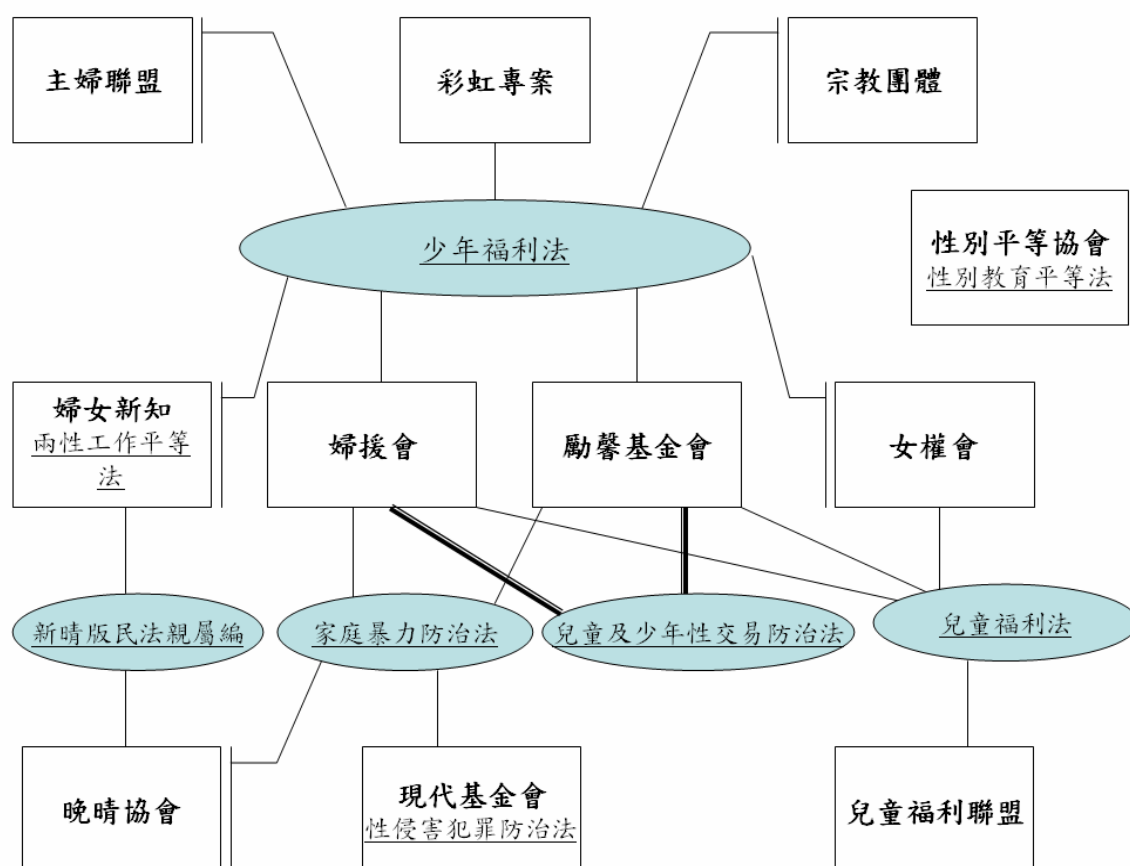 主婦聯盟
彩虹專案
宗教團體
少年福利法
性別平等協會
性別教育平等法
婦女新知
兩性工作平等
法
婦援會
勵馨基金會
女權會
新晴版民法親屬編
家庭暴力防治法
兒童及少年性交易防治法
兒童福利法
晚晴協會
現代基金會
性侵害犯罪防治法
兒童福利聯盟